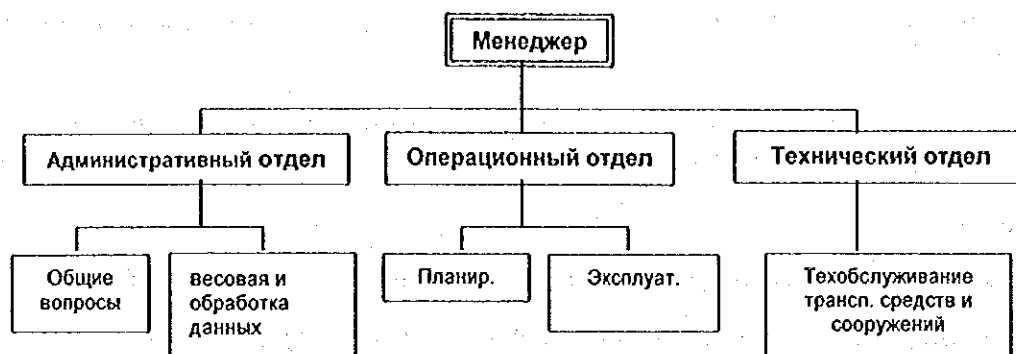 Менеджер
Административный отдел
Операционный отдел
Технический отдел
Общие
вопросы
весовая и
обработка
данных
Планир.
Эксплуат.
Техобслуживание
трансп. средств и
сооружений